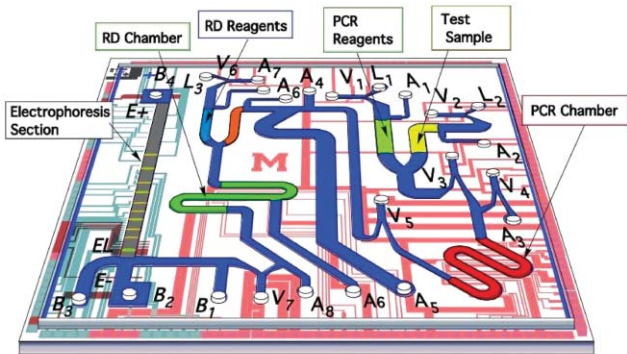 RD Chamber
RD Reagents
PCR
Reagents
Test
Sample
PCR Chamber
Electrophoresis
Section
B4
E+
L3
V6
A7
A6
A4
V1
L1
A1
V2
L2
A2
V3
V4
A3
V5
M
EL
E-
B3
B2
B1
V7
A8
A6
A5